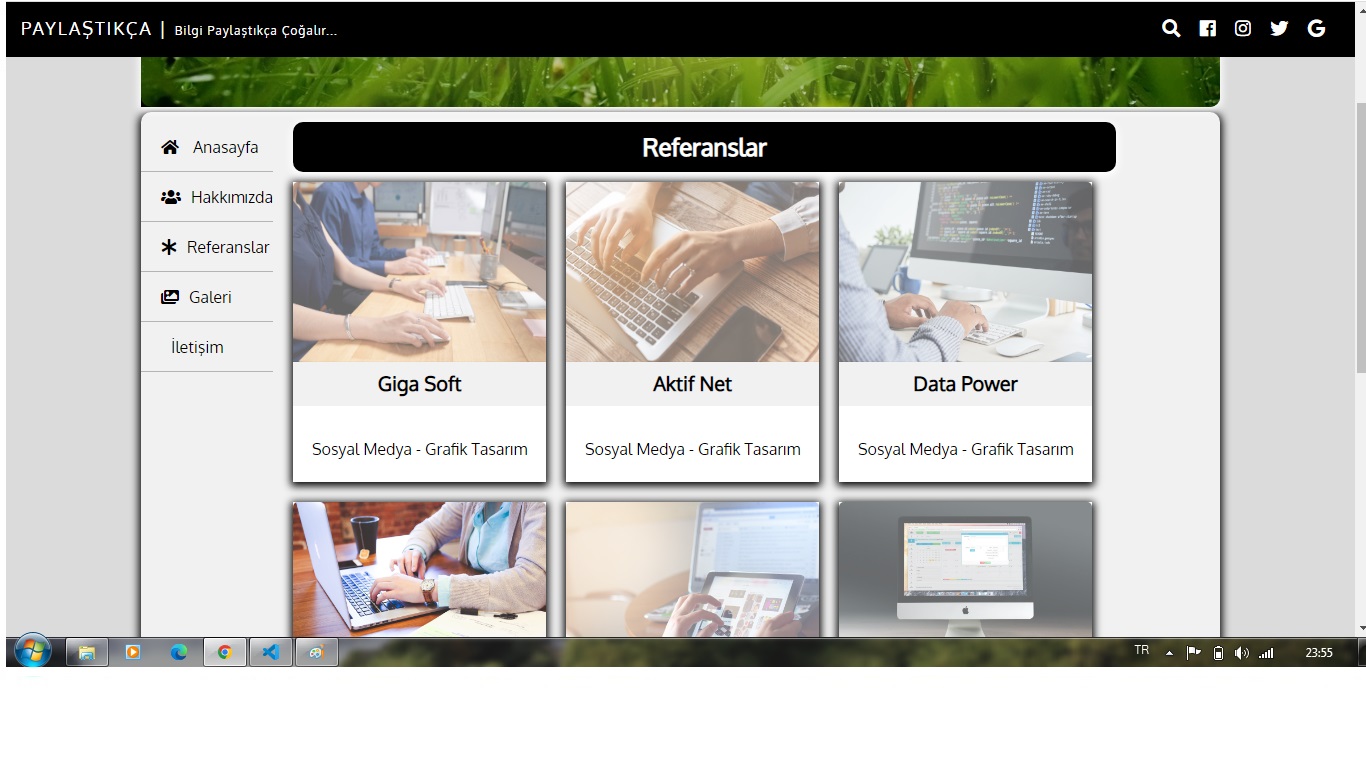 PAYLAŞTIKÇA | Bilgi Paylaştıkça Çoğalır...
Anasayfa
Hakkımızda
Referanslar
Galeri
İletişim
Referanslar
Giga Soft
Sosyal Medya - Grafik Tasarım
Aktif Net
Sosyal Medya - Grafik Tasarım
Data Power
Sosyal Medya - Grafik Tasarım
TR
23:55